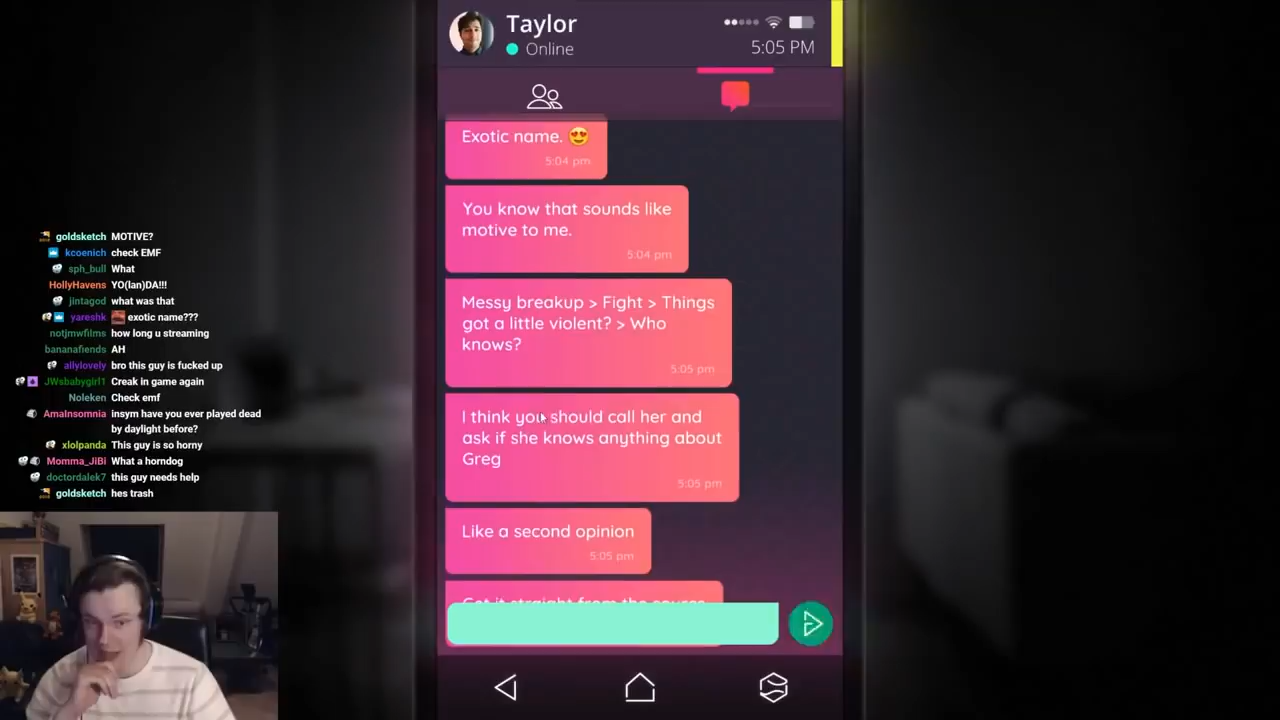 Taylor
Online
5:05 PM
Exotic name. 😍
5:04 pm
You know that sounds like
motive to me.
5:04 pm
Messy breakup > Fight > Things
got a little violent? > Who
knows?
5:05 pm
I think you should call her and
ask if she knows anything about
Greg
5:05 pm
Like a second opinion
5:05 pm
Get it straight from the source
goldsketch MOTIVE?
kcoenich check EMF
sph_bull What
HollyHavens YO(lan)DA!!!
jintagod what was that
yareshk exotic name???
notjmwfilms how long u streaming
bananafiends AH
allylovely bro this guy is fucked up
JWsbabygirl1 Creak in game again
Noleken Check emf
AmaInsomnia insym have you ever played dead
by daylight before?
xlolpanda This guy is so horny
Momma_JiBi What a horndog
doctordalek7 this guy needs help
goldsketch hes trash